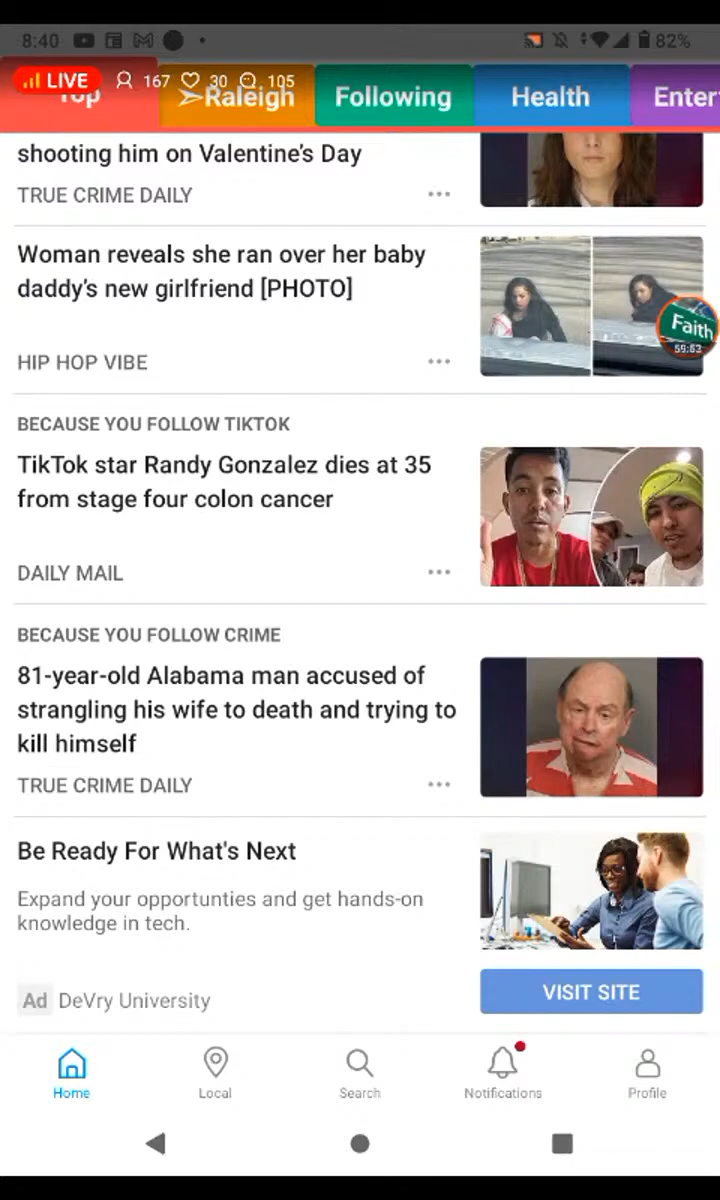 8:40
82%
LIVE 167 30 105
Top
Raleigh
Following
Health
Enter
shooting him on Valentine's Day
TRUE CRIME DAILY
Woman reveals she ran over her baby
daddy's new girlfriend [PHOTO]
Faith
59:53
HIP HOP VIBE
BECAUSE YOU FOLLOW TIKTOK
TikTok star Randy Gonzalez dies at 35
from stage four colon cancer
DAILY MAIL
BECAUSE YOU FOLLOW CRIME
81-year-old Alabama man accused of
strangling his wife to death and trying to
kill himself
TRUE CRIME DAILY
Be Ready For What's Next
Expand your opportunties and get hands-on
knowledge in tech.
Ad DeVry University
VISIT SITE
Home
Local
Search
Notifications
Profile